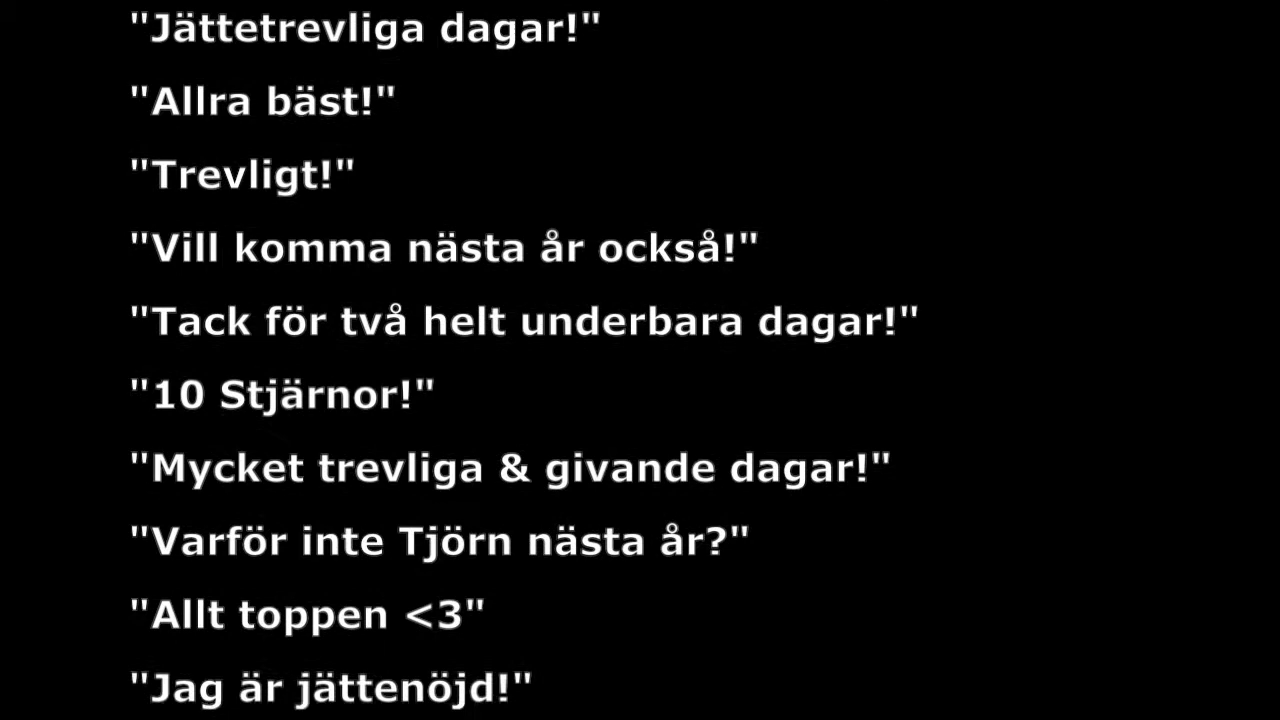 "Jättetrevliga dagar!"
"Allra bäst!"
"Trevligt!"
"Vill komma nästa år också!"
"Tack för två helt underbara dagar!"
"10 Stjärnor!"
"Mycket trevliga & givande dagar!"
"Varför inte Tjörn nästa år?"
"Allt toppen <3"
"Jag är jättenöjd!"